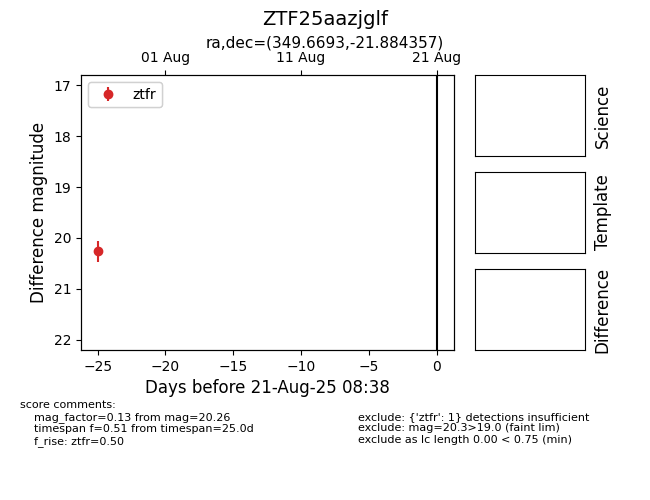 ZTF25aazjglf
ra,dec=(349.6693,-21.884357)
01 Aug 11 Aug 21 Aug
ztfr
17
18
19
20
21
22
Difference magnitude
−25 −20 −15 −10 −5 0
Days before 21-Aug-25 08:38
Science
Template
Difference
score comments:
mag_factor=0.13 from mag=20.26
timespan f=0.51 from timespan=25.0d
f_rise: ztfr=0.50
exclude: {'ztfr': 1} detections insufficient
exclude: mag=20.3>19.0 (faint lim)
exclude as lc length 0.00 < 0.75 (min)